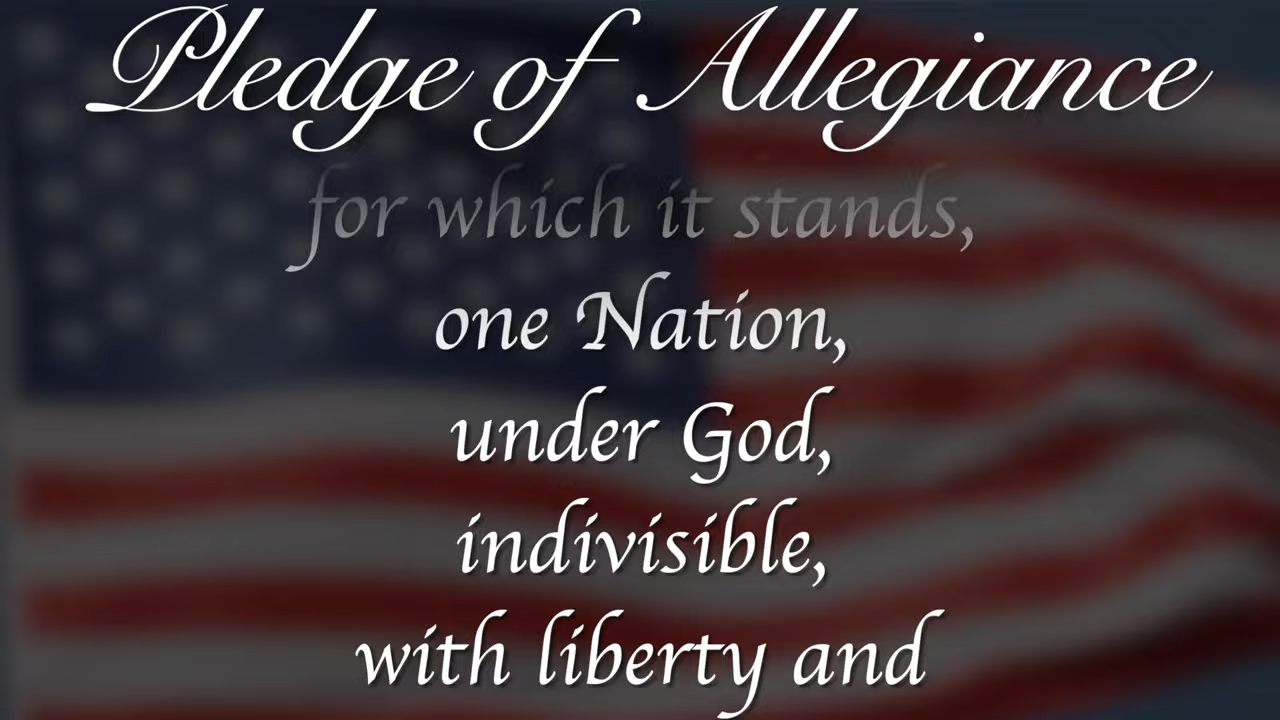 Pledge of Allegiance
for which it stands,
one Nation,
under God,
indivisible,
with liberty and